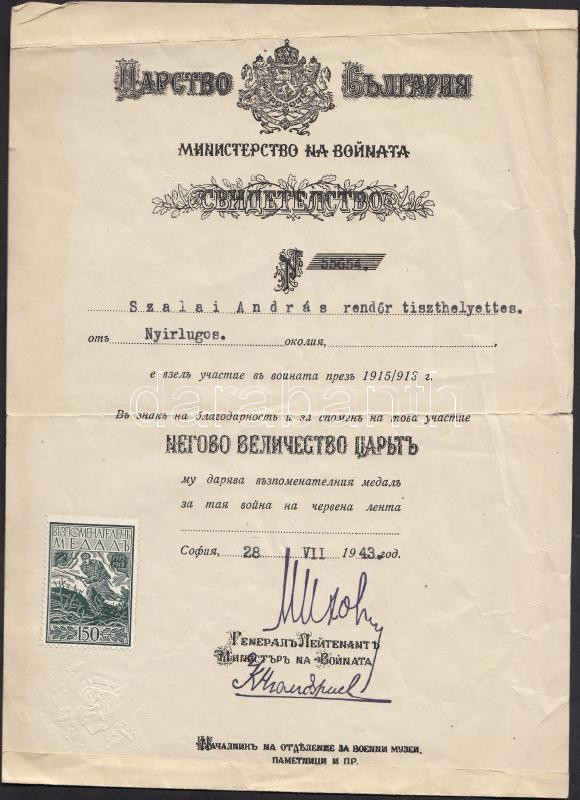 Царство България
Министерство на войната
Свидетелство
№ 55654.
Szalai András rendőr tiszthelyettes.
отъ Nyirlugos. околия,
е взелъ участие въ войната презъ 1915/918 г.
Въ знакъ на благодарность и за споменъ на това участие
Негово Величество Царьтъ
му дарява възпоменателния медалъ
за тая война на червена лента
София, 28 VII 1943. год.
Възпоменателенъ
медалъ
150 лв.
Генералъ Лейтенантъ
Министъръ на Войната
Началникъ на отделение за военни музеи,
паметници и пр.
darabanth